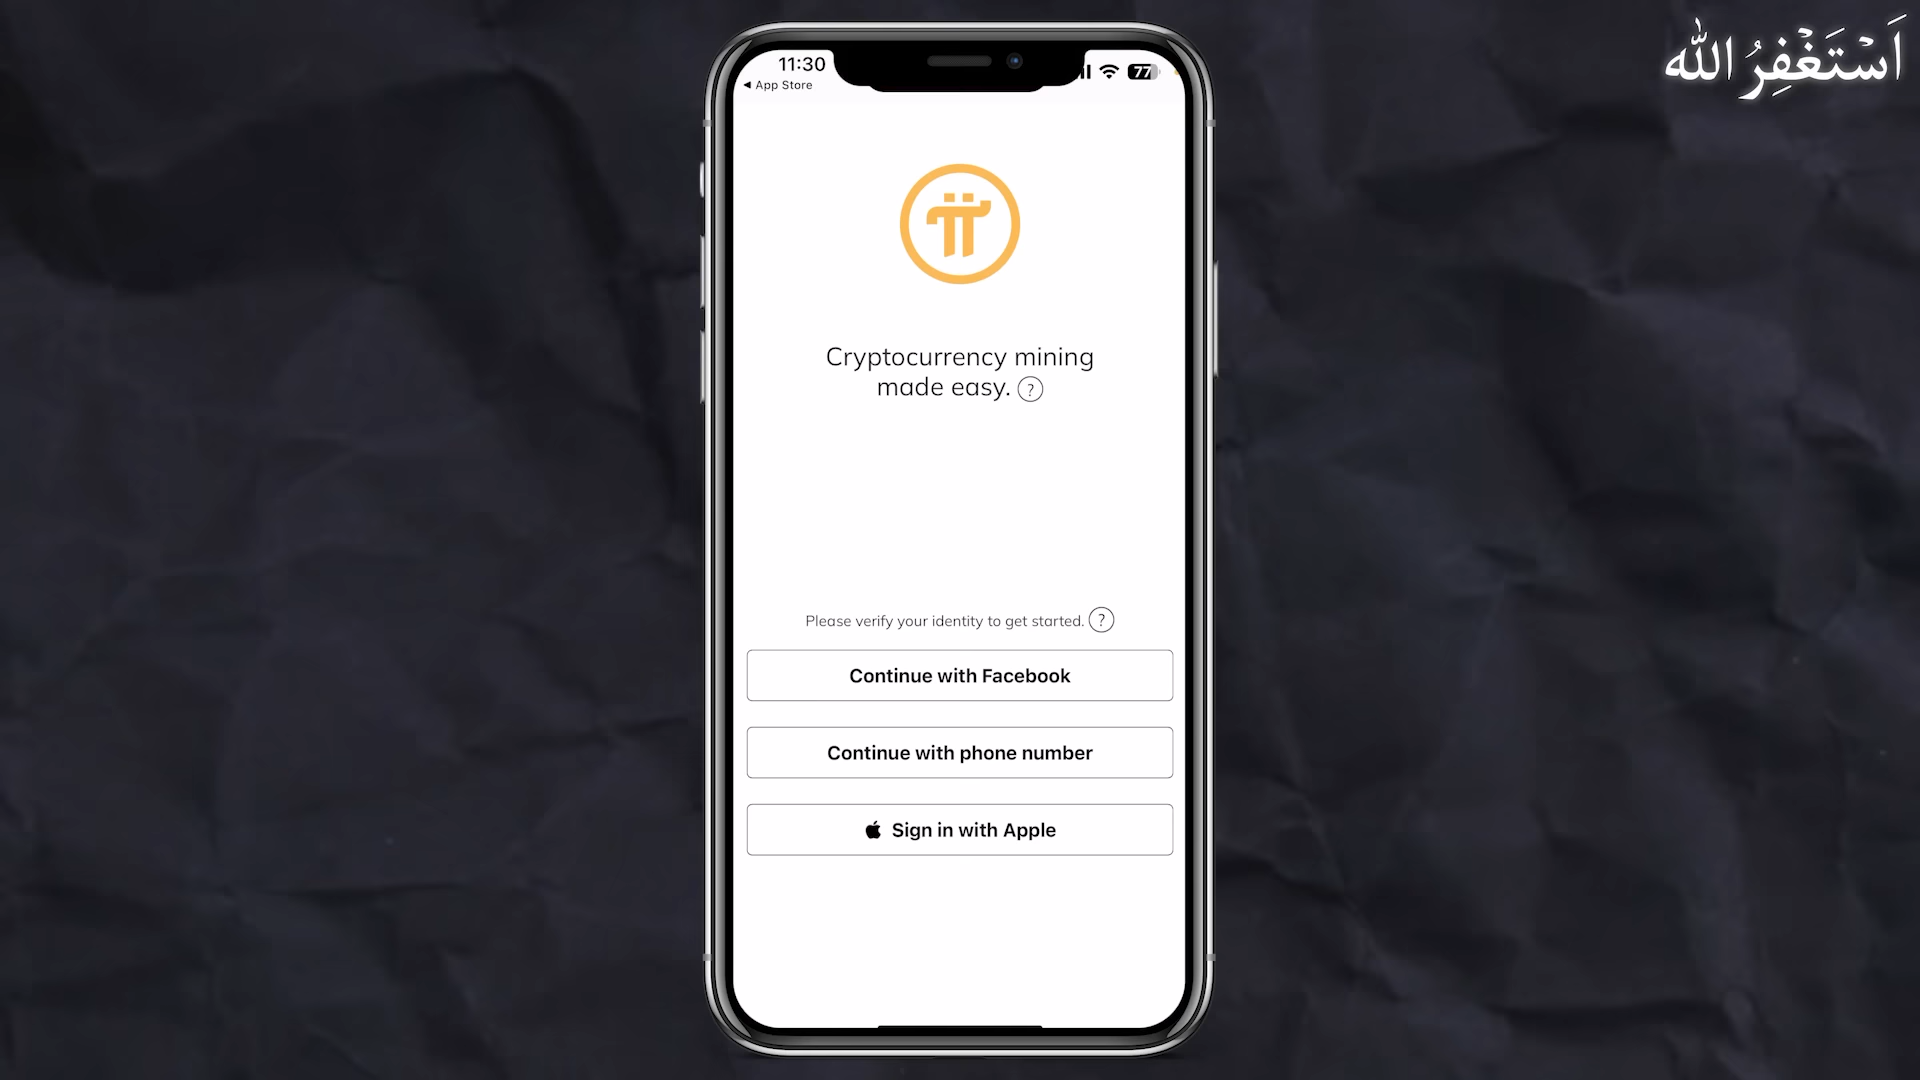 أَسْتَغْفِرُ الله
11:30
77
◀ App Store
Cryptocurrency mining
made easy. ?
Please verify your identity to get started. ?
Continue with Facebook
Continue with phone number
Sign in with Apple